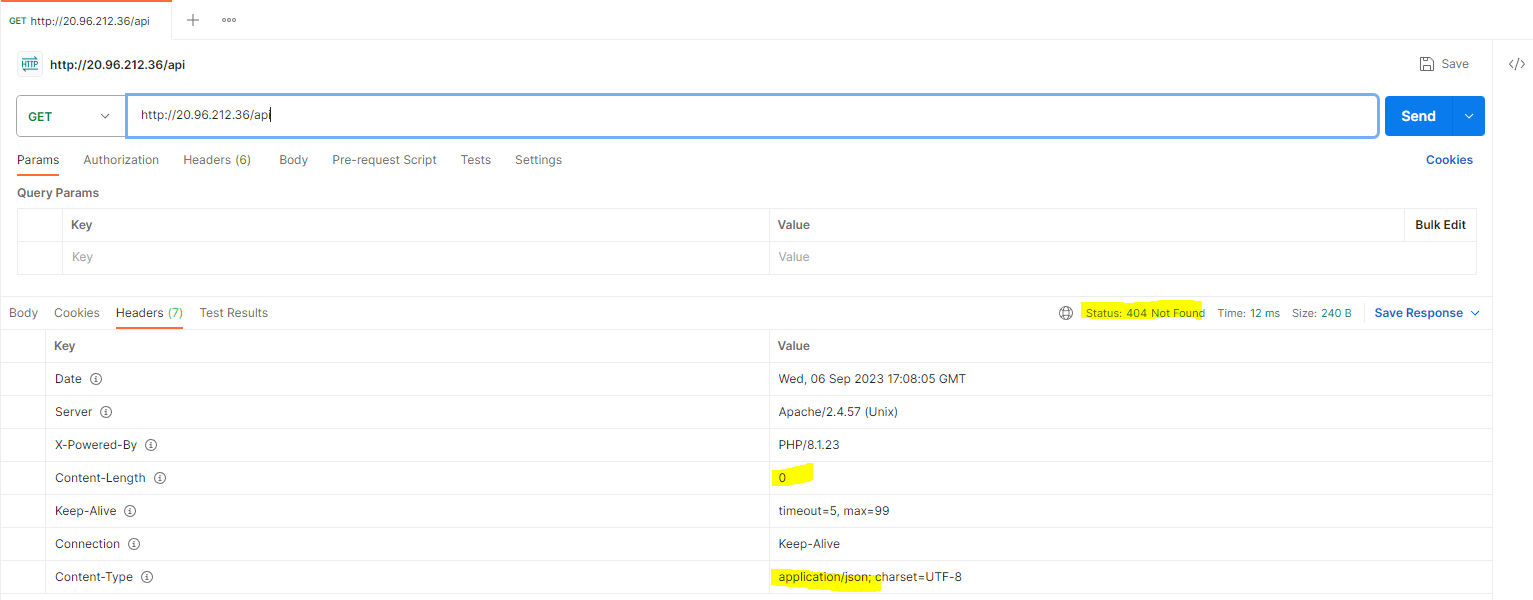 GET http://20.96.212.36/api
HTTP http://20.96.212.36/api Save </>
GET http://20.96.212.36/api Send
Params Authorization Headers (6) Body Pre-request Script Tests Settings Cookies
Query Params
Key Value Bulk Edit
Key Value
Body Cookies Headers (7) Test Results Status: 404 Not Found Time: 12 ms Size: 240 B Save Response
Key Value
Date Wed, 06 Sep 2023 17:08:05 GMT
Server Apache/2.4.57 (Unix)
X-Powered-By PHP/8.1.23
Content-Length 0
Keep-Alive timeout=5, max=99
Connection Keep-Alive
Content-Type application/json; charset=UTF-8